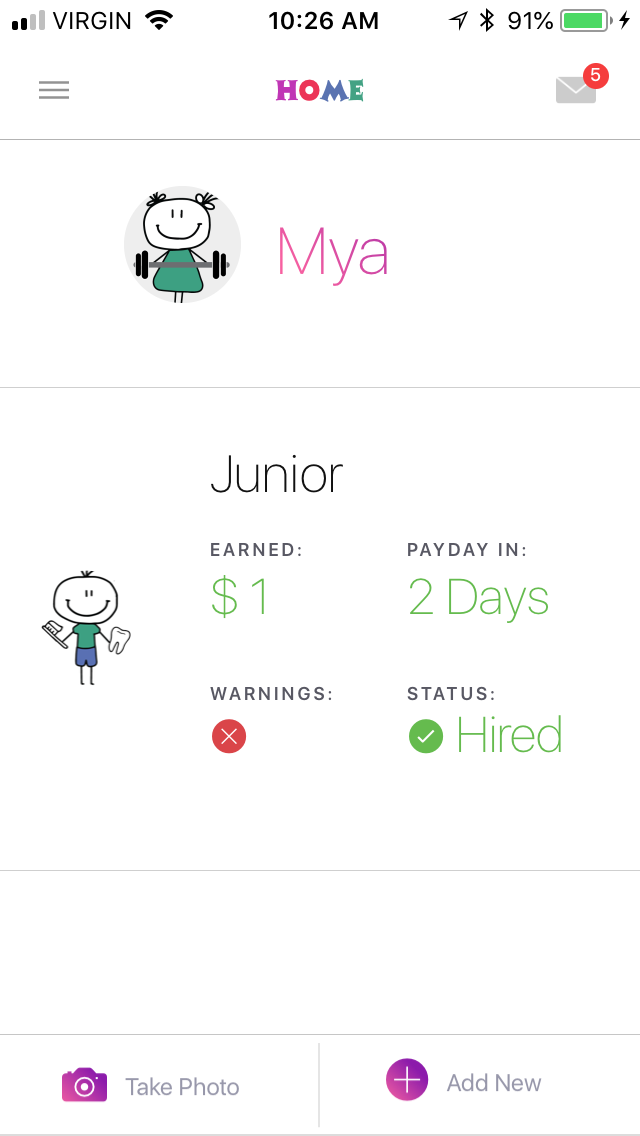 VIRGIN 10:26 AM 91%
HOME 5
Mya
Junior
EARNED: PAYDAY IN:
$ 1 2 Days
WARNINGS: STATUS:
Hired
Take Photo Add New